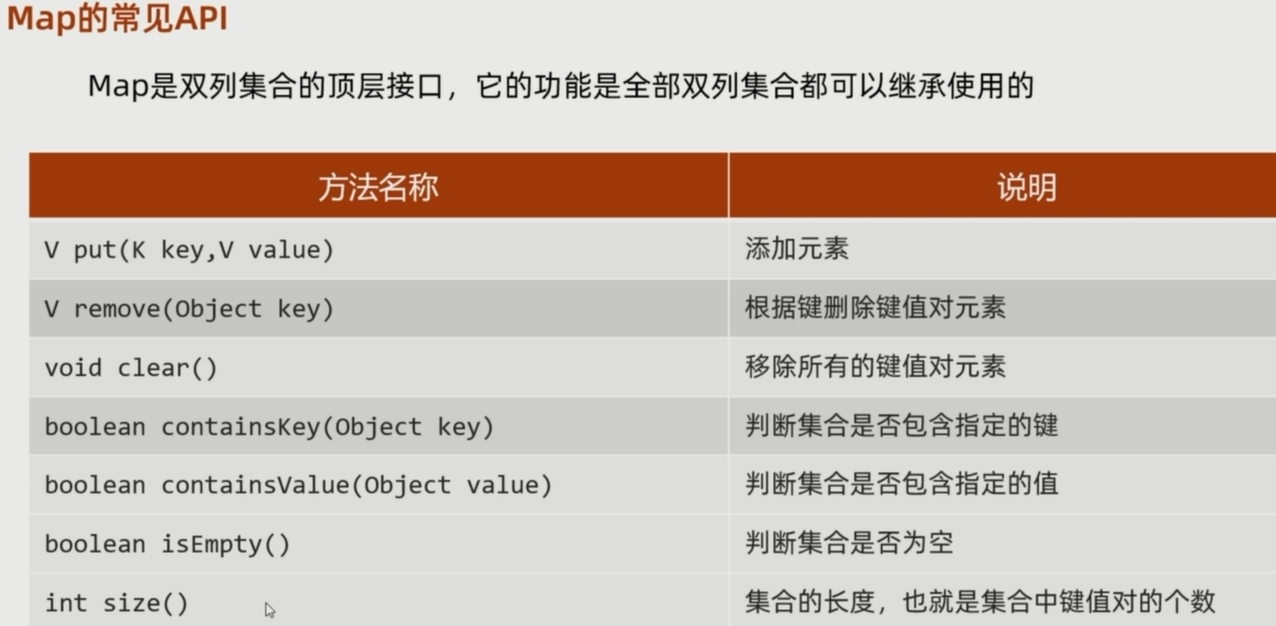 Map的常见API
Map是双列集合的顶层接口，它的功能是全部双列集合都可以继承使用的
方法名称 说明
V put(K key,V value) 添加元素
V remove(Object key) 根据键删除键值对元素
void clear() 移除所有的键值对元素
boolean containsKey(Object key) 判断集合是否包含指定的键
boolean containsValue(Object value) 判断集合是否包含指定的值
boolean isEmpty() 判断集合是否为空
int size() 集合的长度，也就是集合中键值对的个数